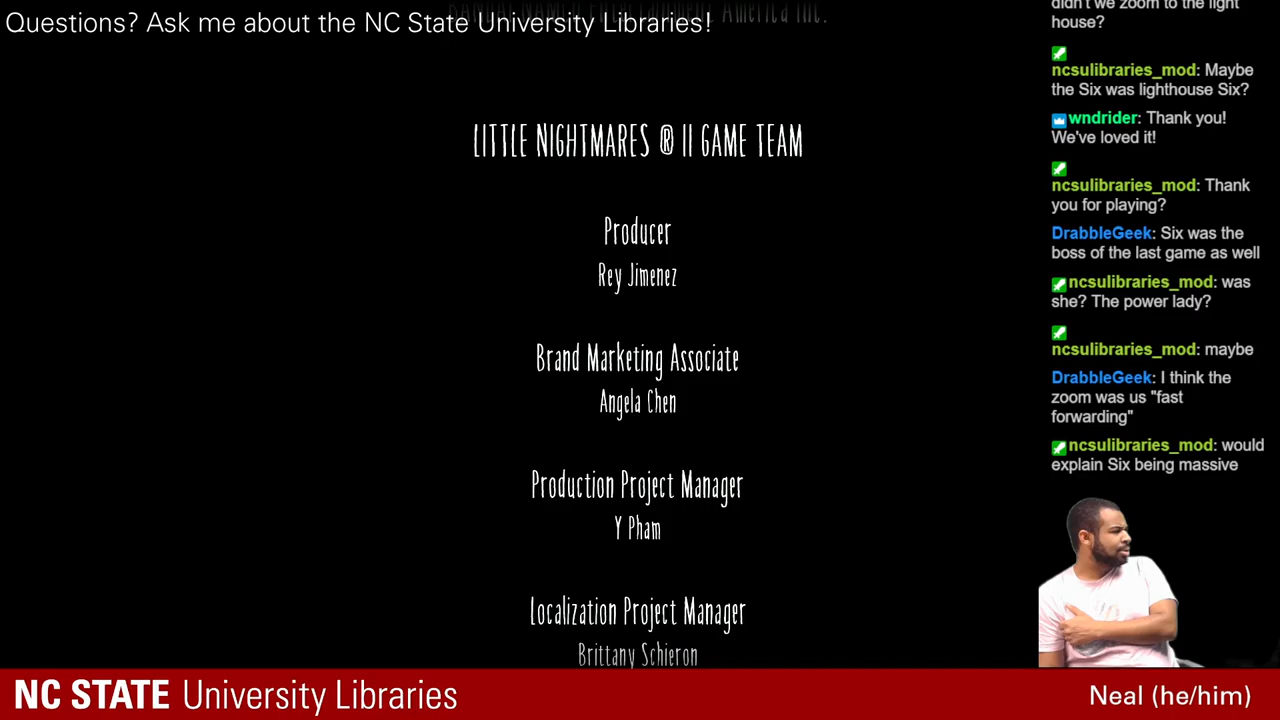 BANDAI NAMCO Entertainment America Inc.
Questions? Ask me about the NC State University Libraries!
LITTLE NIGHTMARES ® II GAME TEAM
Producer
Rey Jimenez
Brand Marketing Associate
Angela Chen
Production Project Manager
Y Pham
Localization Project Manager
Brittany Schieron
didn't we zoom to the light
house?
ncsulibraries_mod: Maybe
the Six was lighthouse Six?
wndrider: Thank you!
We've loved it!
ncsulibraries_mod: Thank
you for playing?
DrabbleGeek: Six was the
boss of the last game as well
ncsulibraries_mod: was
she? The power lady?
ncsulibraries_mod: maybe
DrabbleGeek: I think the
zoom was us "fast
forwarding"
ncsulibraries_mod: would
explain Six being massive
NC STATE University Libraries
Neal (he/him)